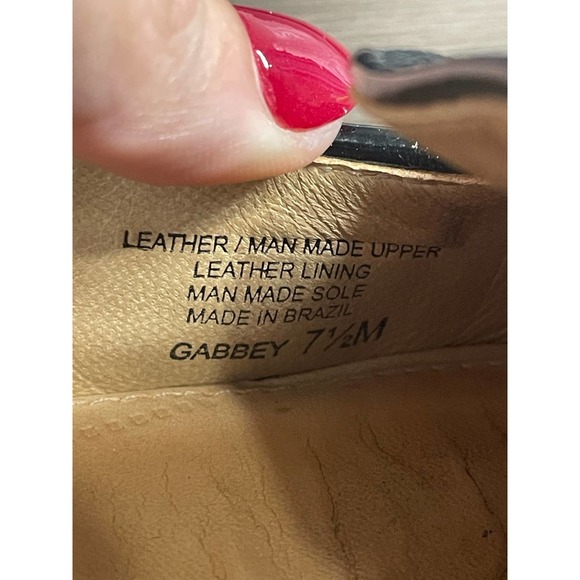 LEATHER / MAN MADE UPPER
LEATHER LINING
MAN MADE SOLE
MADE IN BRAZIL
GABBEY 7½M